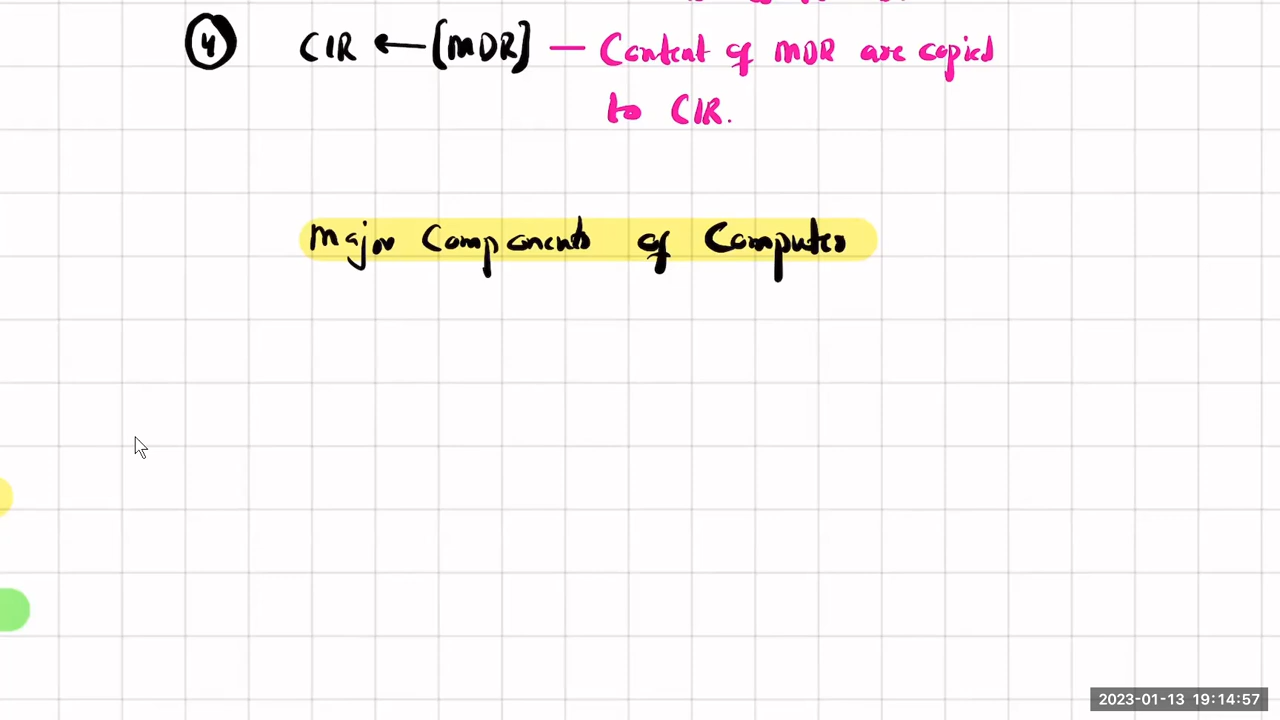 4 CIR ← [MDR] — Content of MDR are copied
to CIR.
Major Components of Computer
2023-01-13 19:14:57